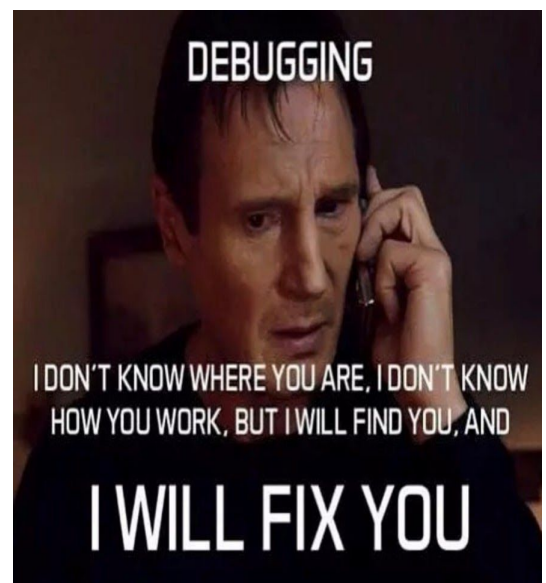 DEBUGGING
I DON'T KNOW WHERE YOU ARE, I DON'T KNOW
HOW YOU WORK, BUT I WILL FIND YOU, AND
I WILL FIX YOU